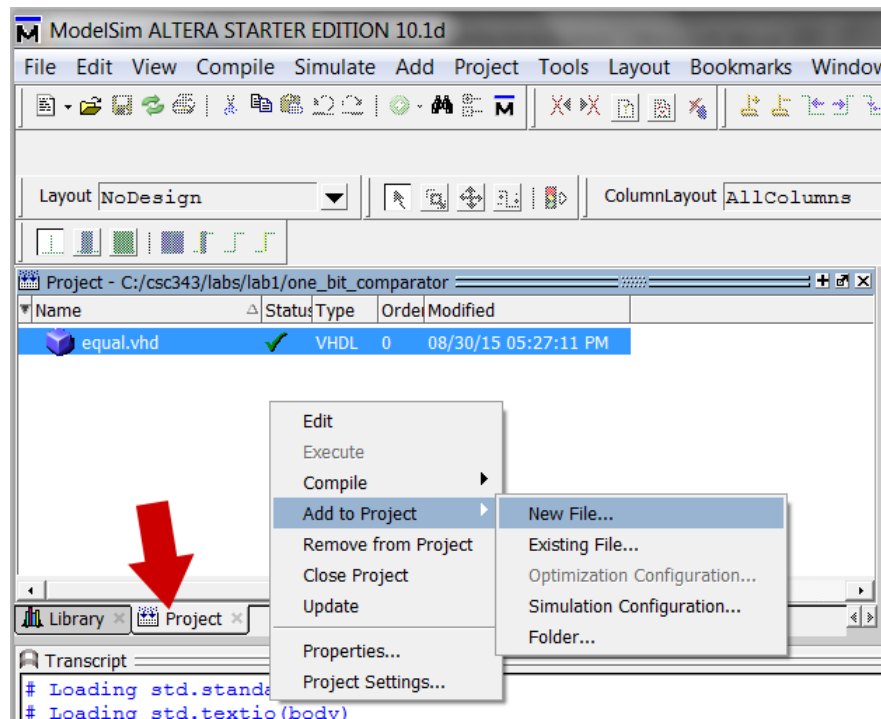 ModelSim ALTERA STARTER EDITION 10.1d
File Edit View Compile Simulate Add Project Tools Layout Bookmarks Window
Layout NoDesign ColumnLayout AllColumns
Project - C:/csc343/labs/lab1/one_bit_comparator
Name Status Type Order Modified
equal.vhd VHDL 0 08/30/15 05:27:11 PM
Edit
Execute
Compile
Add to Project
Remove from Project
Close Project
Update
Properties...
Project Settings...
New File...
Existing File...
Optimization Configuration...
Simulation Configuration...
Folder...
Library Project
Transcript
# Loading std.standa
# Loading std.textio(body)